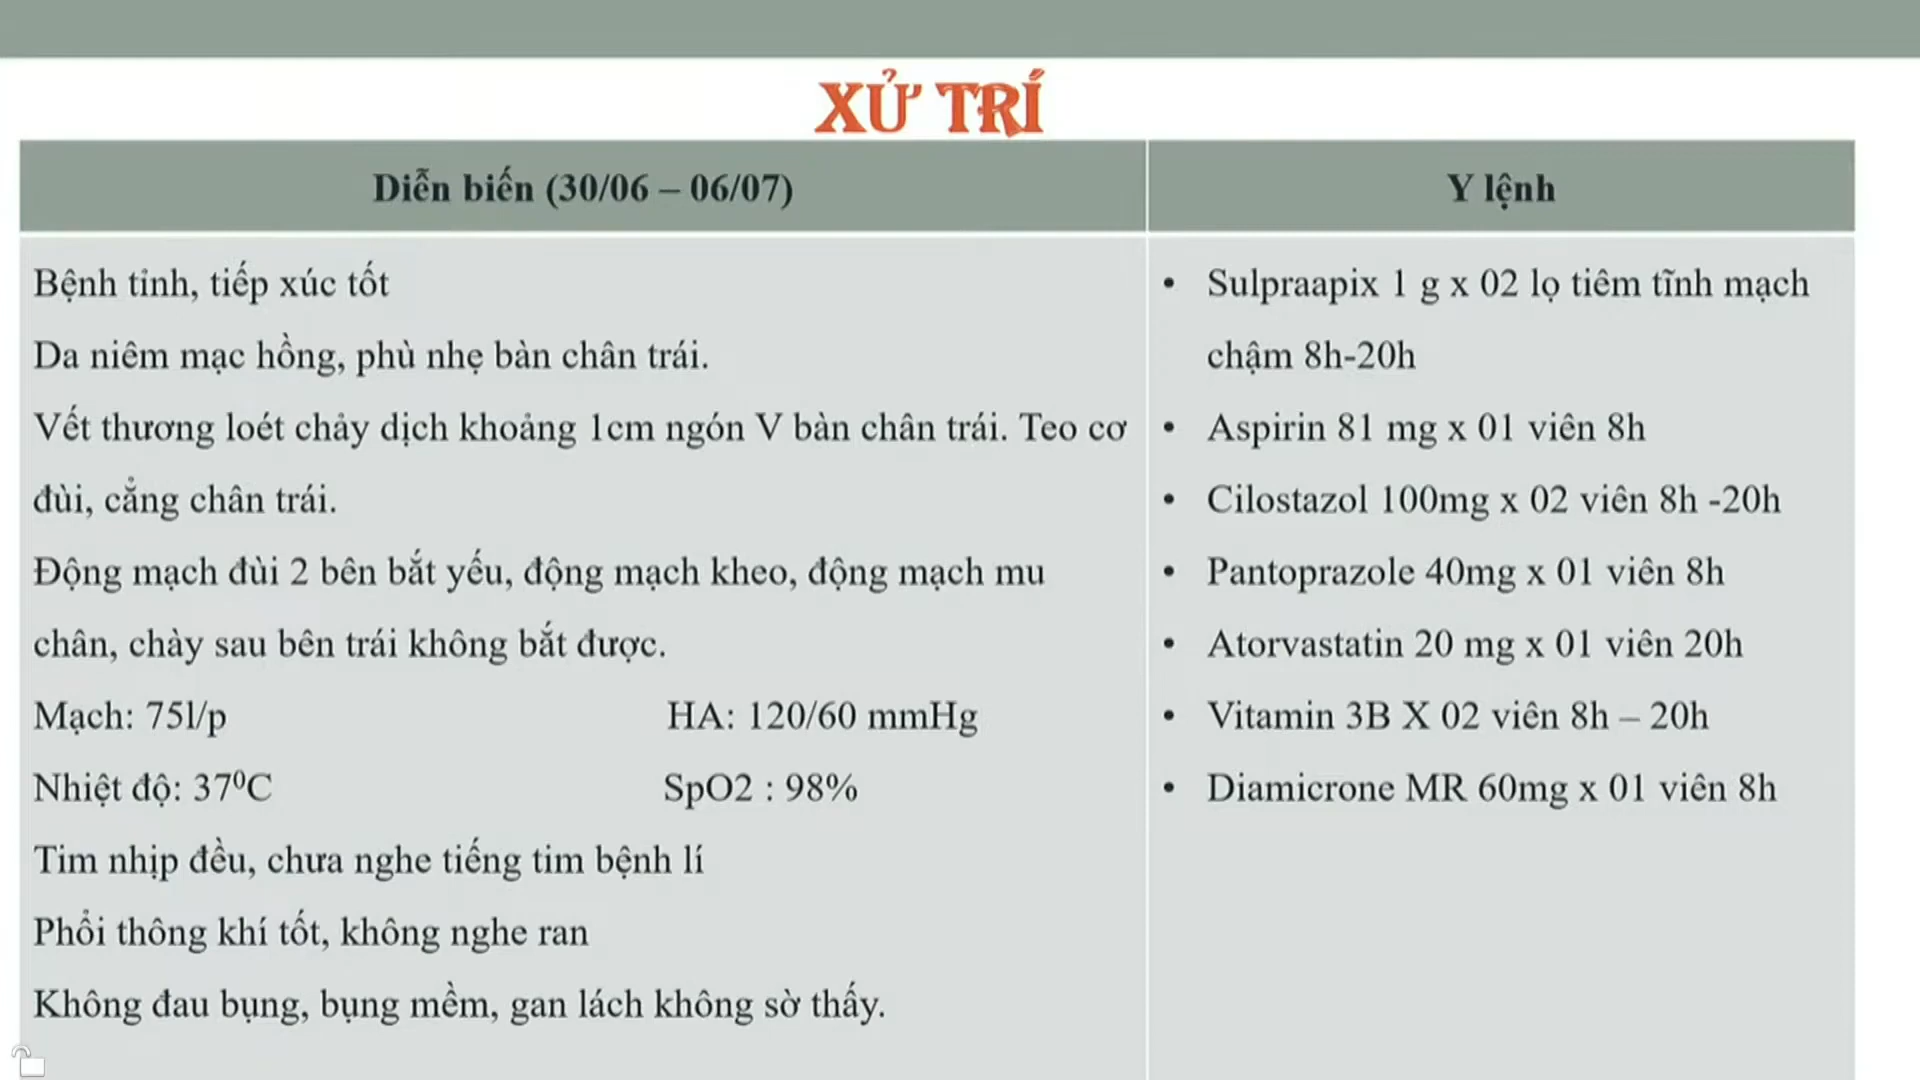 XỬ TRÍ
Diễn biến (30/06 – 06/07)
Y lệnh
Bệnh tỉnh, tiếp xúc tốt
Da niêm mạc hồng, phù nhẹ bàn chân trái.
Vết thương loét chảy dịch khoảng 1cm ngón V bàn chân trái. Teo cơ
đùi, cẳng chân trái.
Động mạch đùi 2 bên bắt yếu, động mạch kheo, động mạch mu
chân, chày sau bên trái không bắt được.
Mạch: 75l/p HA: 120/60 mmHg
Nhiệt độ: 37⁰C SpO2 : 98%
Tim nhịp đều, chưa nghe tiếng tim bệnh lí
Phổi thông khí tốt, không nghe ran
Không đau bụng, bụng mềm, gan lách không sờ thấy.
• Sulpraapix 1 g x 02 lọ tiêm tĩnh mạch
chậm 8h-20h
• Aspirin 81 mg x 01 viên 8h
• Cilostazol 100mg x 02 viên 8h -20h
• Pantoprazole 40mg x 01 viên 8h
• Atorvastatin 20 mg x 01 viên 20h
• Vitamin 3B X 02 viên 8h – 20h
• Diamicrone MR 60mg x 01 viên 8h